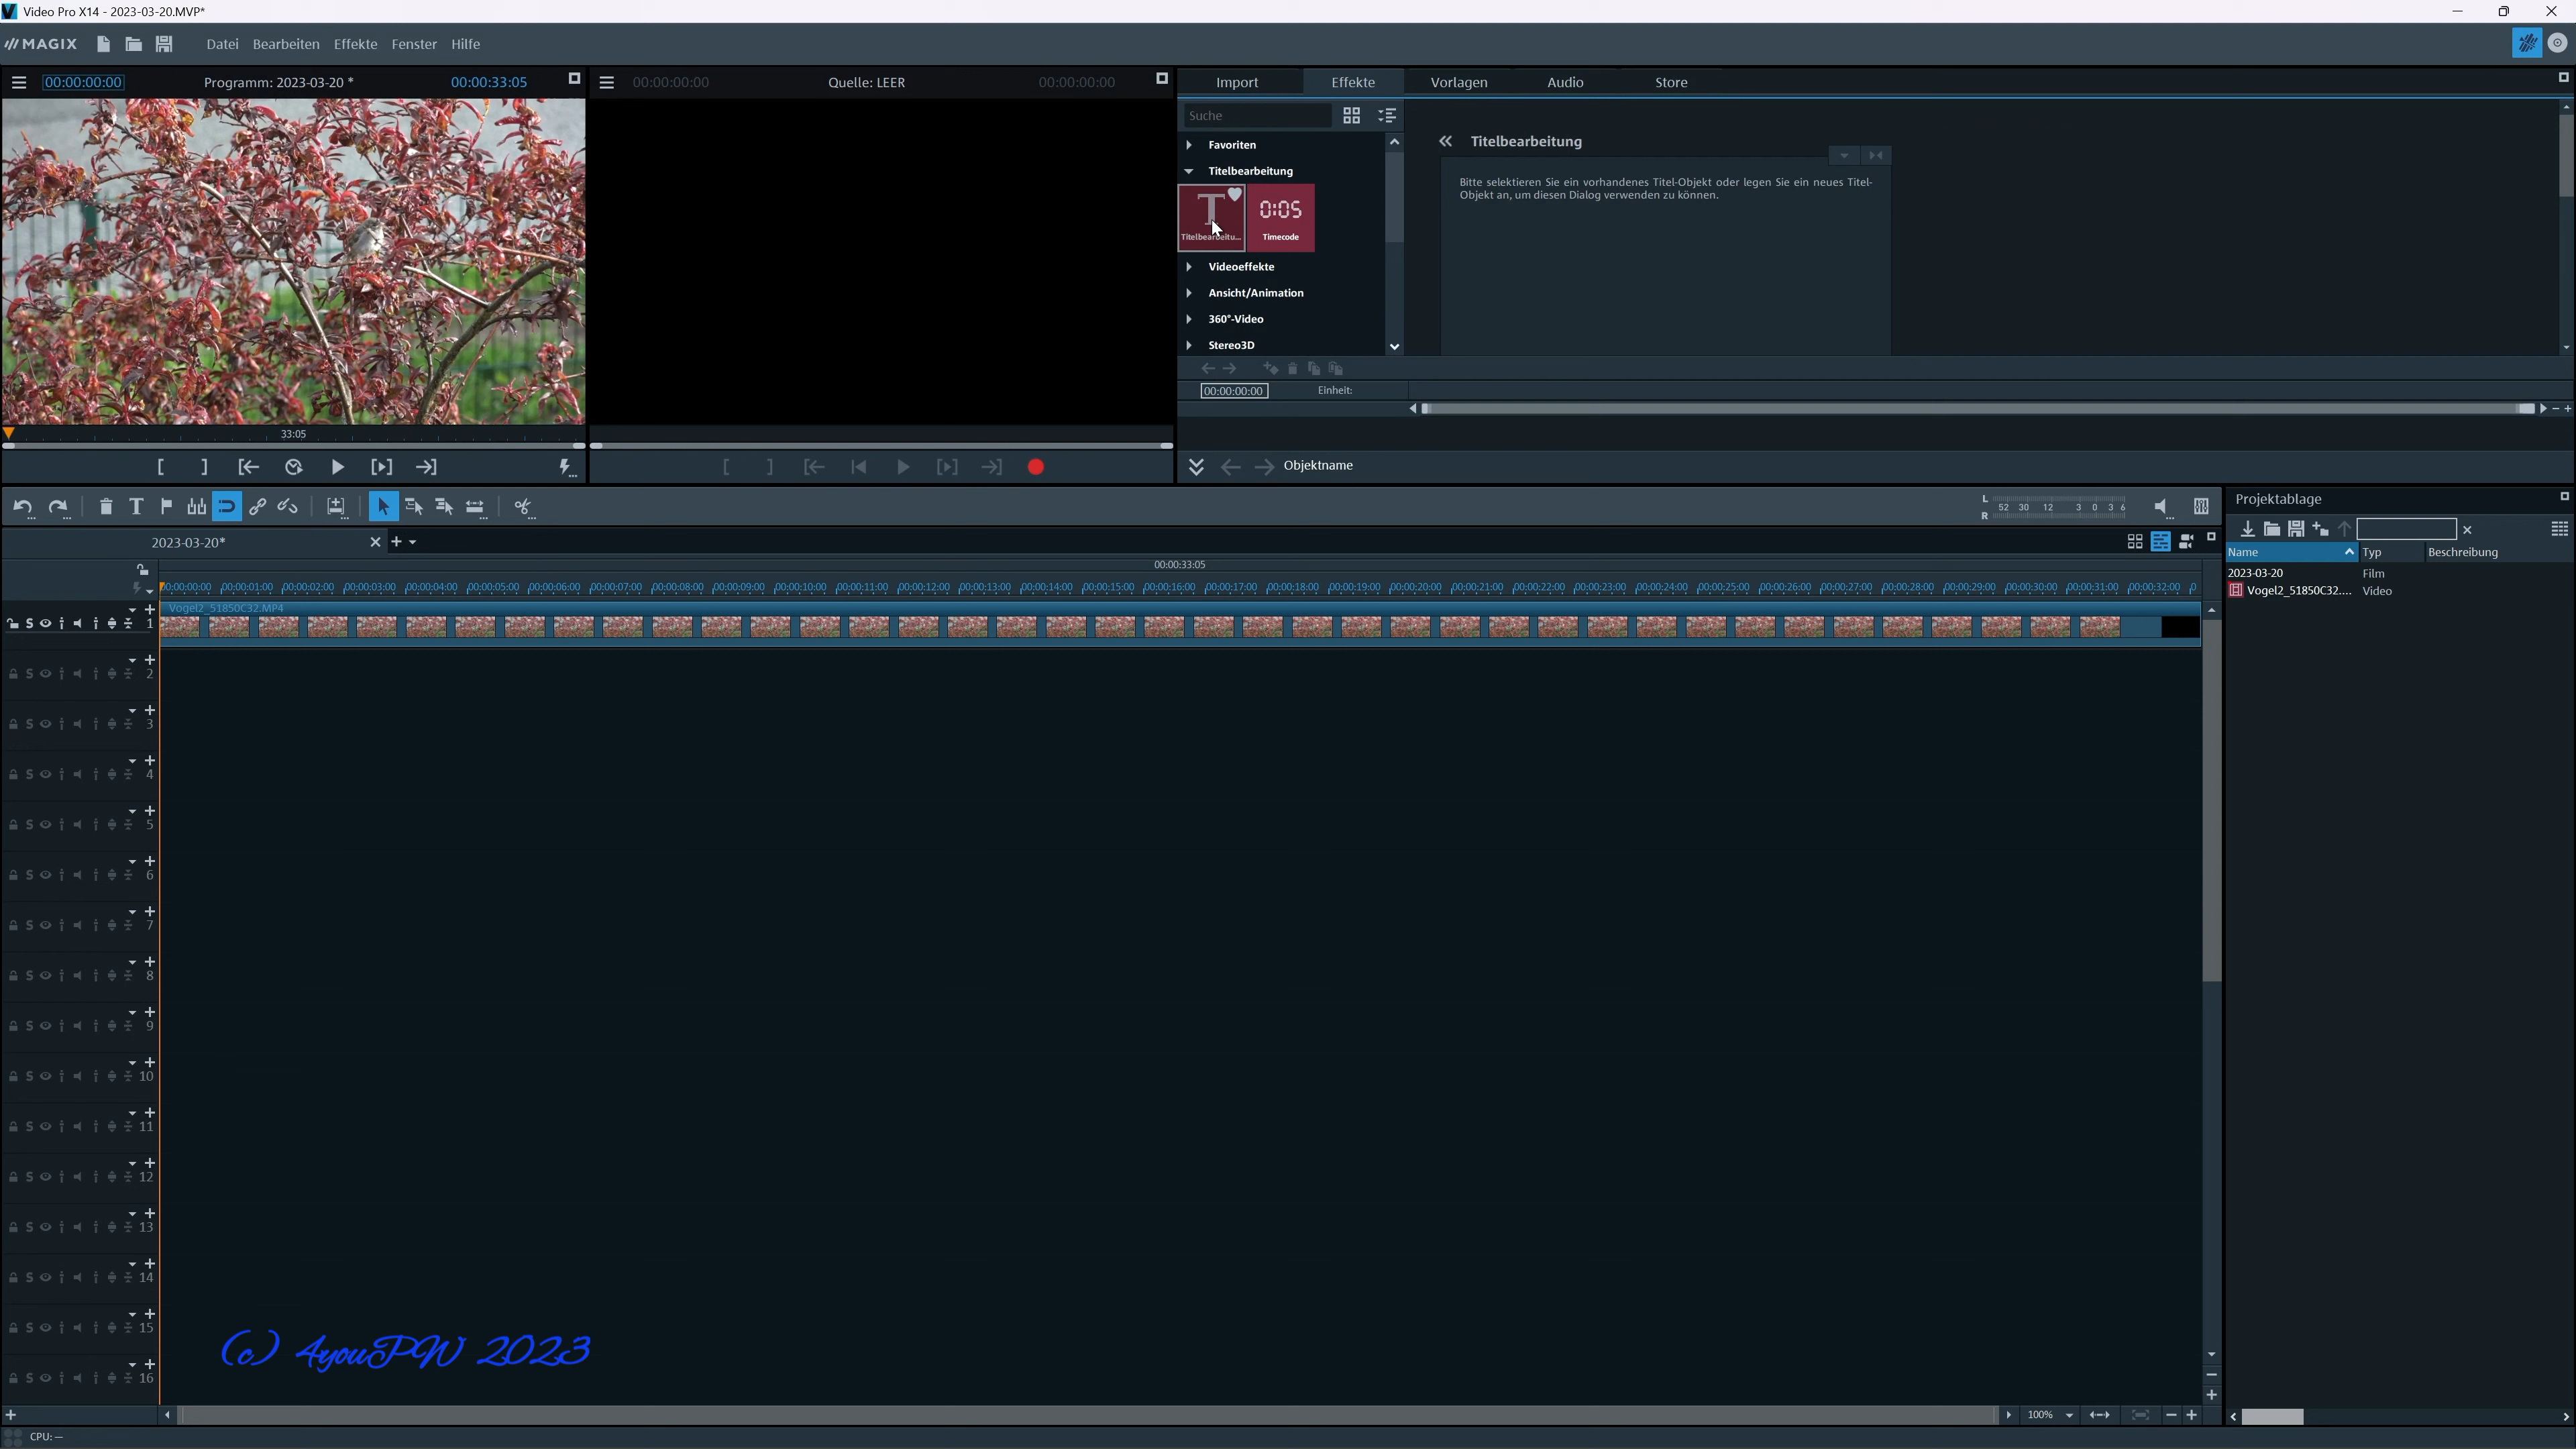 Video Pro X14 - 2023-03-20.MVP*
MAGIX Datei Bearbeiten Effekte Fenster Hilfe
00:00:00:00 Programm: 2023-03-20 * 00:00:33:05
00:00:00:00 Quelle: LEER 00:00:00:00
Import Effekte Vorlagen Audio Store
Suche
Favoriten
Titelbearbeitung
Titelbearbeitu...
0:05
Timecode
Videoeffekte
Ansicht/Animation
360°-Video
Stereo3D
Titelbearbeitung
Bitte selektieren Sie ein vorhandenes Titel-Objekt oder legen Sie ein neues Titel-
Objekt an, um diesen Dialog verwenden zu können.
00:00:00:00 Einheit:
33:05
Objektname
L
52 30 12 3 0 3 6
R
Projektablage
Name Typ Beschreibung
2023-03-20 Film
Vogel2_51850C32.... Video
2023-03-20*
00:00:33:05
00:00:00:00 00:00:01:00 00:00:02:00 00:00:03:00 00:00:04:00 00:00:05:00 00:00:06:00 00:00:07:00 00:00:08:00 00:00:09:00 00:00:10:00 00:00:11:00 00:00:12:00 00:00:13:00 00:00:14:00 00:00:15:00 00:00:16:00 00:00:17:00 00:00:18:00 00:00:19:00 00:00:20:00 00:00:21:00 00:00:22:00 00:00:23:00 00:00:24:00 00:00:25:00 00:00:26:00 00:00:27:00 00:00:28:00 00:00:29:00 00:00:30:00 00:00:31:00 00:00:32:00 0
Vogel2_51850C32.MP4
S 1
S 2
S 3
S 4
S 5
S 6
S 7
S 8
S 9
S 10
S 11
S 12
S 13
S 14
S 15
S 16
(c) 4youPW 2023
100%
CPU: —